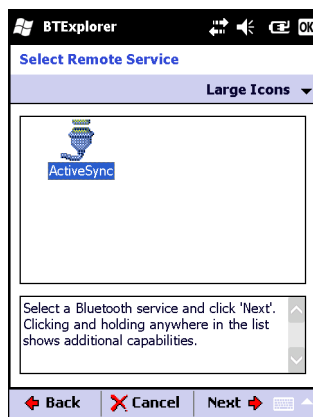 BTExplorer OK
Select Remote Service
Large Icons
ActiveSync
Select a Bluetooth service and click 'Next'.
Clicking and holding anywhere in the list
shows additional capabilities.
Back Cancel Next